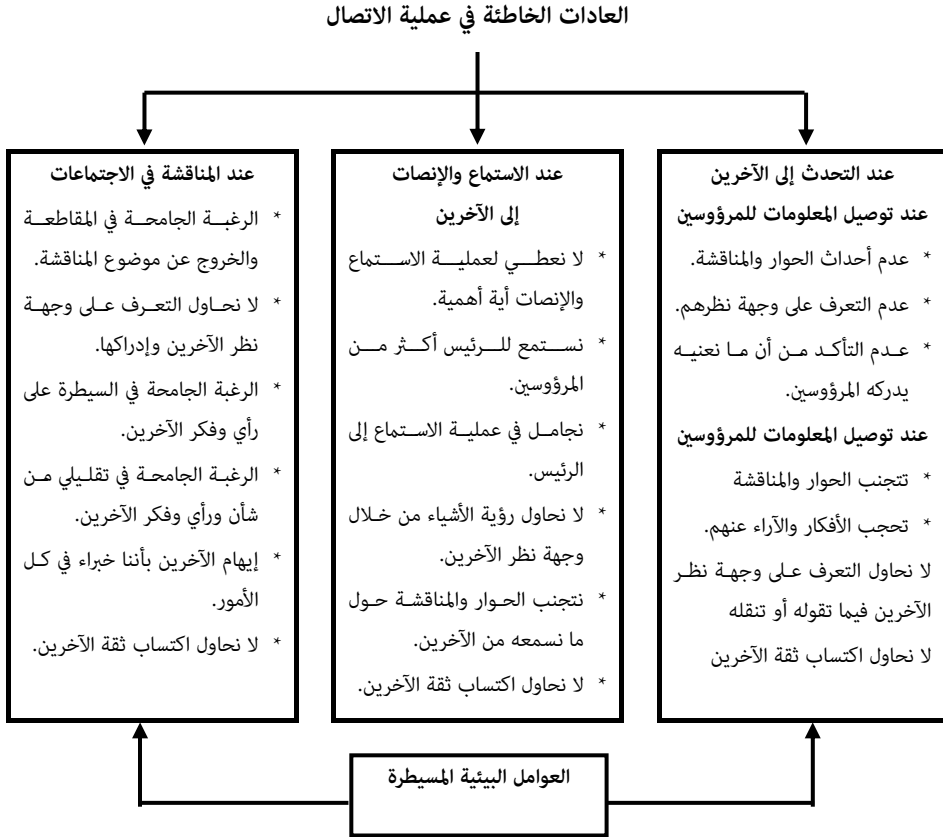 العادات الخاطئة في عملية الاتصال
عند التحدث إلى الآخرين
عند توصيل المعلومات للمرؤوسين
* عدم أحداث الحوار والمناقشة.
* عدم التعرف على وجهة نظرهم.
* عدم التأكد من أن ما نعنيه
يدركه المرؤوسين.
عند توصيل المعلومات للمرؤوسين
* تتجنب الحوار والمناقشة
* تحجب الأفكار والآراء عنهم.
لا نحاول التعرف على وجهة نظر
الآخرين فيما تقوله أو تنقله
لا نحاول اكتساب ثقة الآخرين
عند الاستماع والإنصات
إلى الآخرين
* لا نعطي لعملية الاستماع
والإنصات أية أهمية.
* نستمع للرئيس أكثر من
المرؤوسين.
* نجامل في عملية الاستماع إلى
الرئيس.
* لا نحاول رؤية الأشياء من خلال
وجهة نظر الآخرين.
* نتجنب الحوار والمناقشة حول
ما نسمعه من الآخرين.
* لا نحاول اكتساب ثقة الآخرين.
عند المناقشة في الاجتماعات
* الرغبة الجامحة في المقاطعة
والخروج عن موضوع المناقشة.
* لا نحاول التعرف على وجهة
نظر الآخرين وإدراكها.
* الرغبة الجامحة في السيطرة على
رأي وفكر الآخرين.
* الرغبة الجامحة في تقليلي من
شأن ورأي وفكر الآخرين.
* إيهام الآخرين بأننا خبراء في كل
الأمور.
* لا نحاول اكتساب ثقة الآخرين.
العوامل البيئية المسيطرة